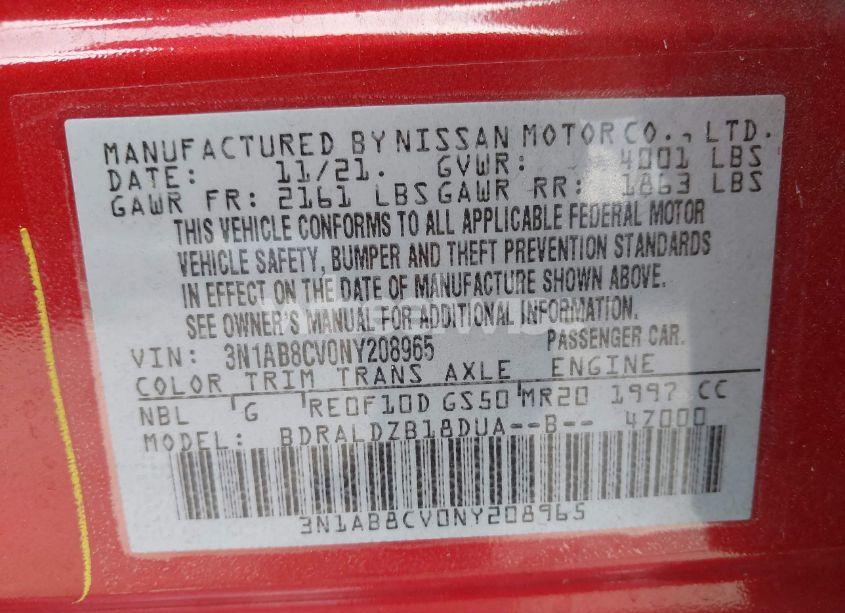 MANUFACTURED BY NISSAN MOTOR CO., LTD.
DATE: 11/21. GVWR: 4001 LBS
GAWR FR: 2161 LBS GAWR RR: 1863 LBS
THIS VEHICLE CONFORMS TO ALL APPLICABLE FEDERAL MOTOR
VEHICLE SAFETY, BUMPER AND THEFT PREVENTION STANDARDS
IN EFFECT ON THE DATE OF MANUFACTURE SHOWN ABOVE.
SEE OWNER'S MANUAL FOR ADDITIONAL INFORMATION.
VIN: 3N1AB8CV0NY208965 PASSENGER CAR.
COLOR TRIM TRANS AXLE ENGINE
NBL G RE0F10D GS50 MR20 1997 CC
MODEL: BDRALDZB18DUA--B-- 47000
3N1AB8CV0NY208965